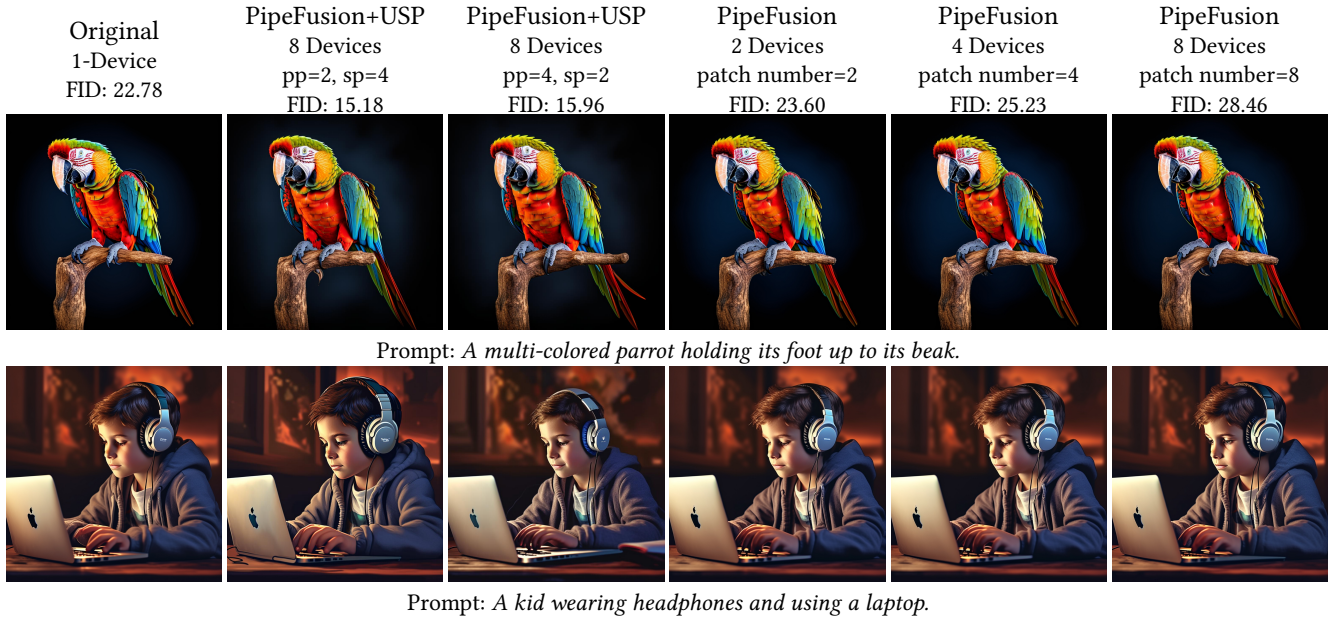 Original
1-Device
FID: 22.78
PipeFusion+USP
8 Devices
pp=2, sp=4
FID: 15.18
PipeFusion+USP
8 Devices
pp=4, sp=2
FID: 15.96
PipeFusion
2 Devices
patch number=2
FID: 23.60
PipeFusion
4 Devices
patch number=4
FID: 25.23
PipeFusion
8 Devices
patch number=8
FID: 28.46
Prompt: A multi-colored parrot holding its foot up to its beak.
Prompt: A kid wearing headphones and using a laptop.